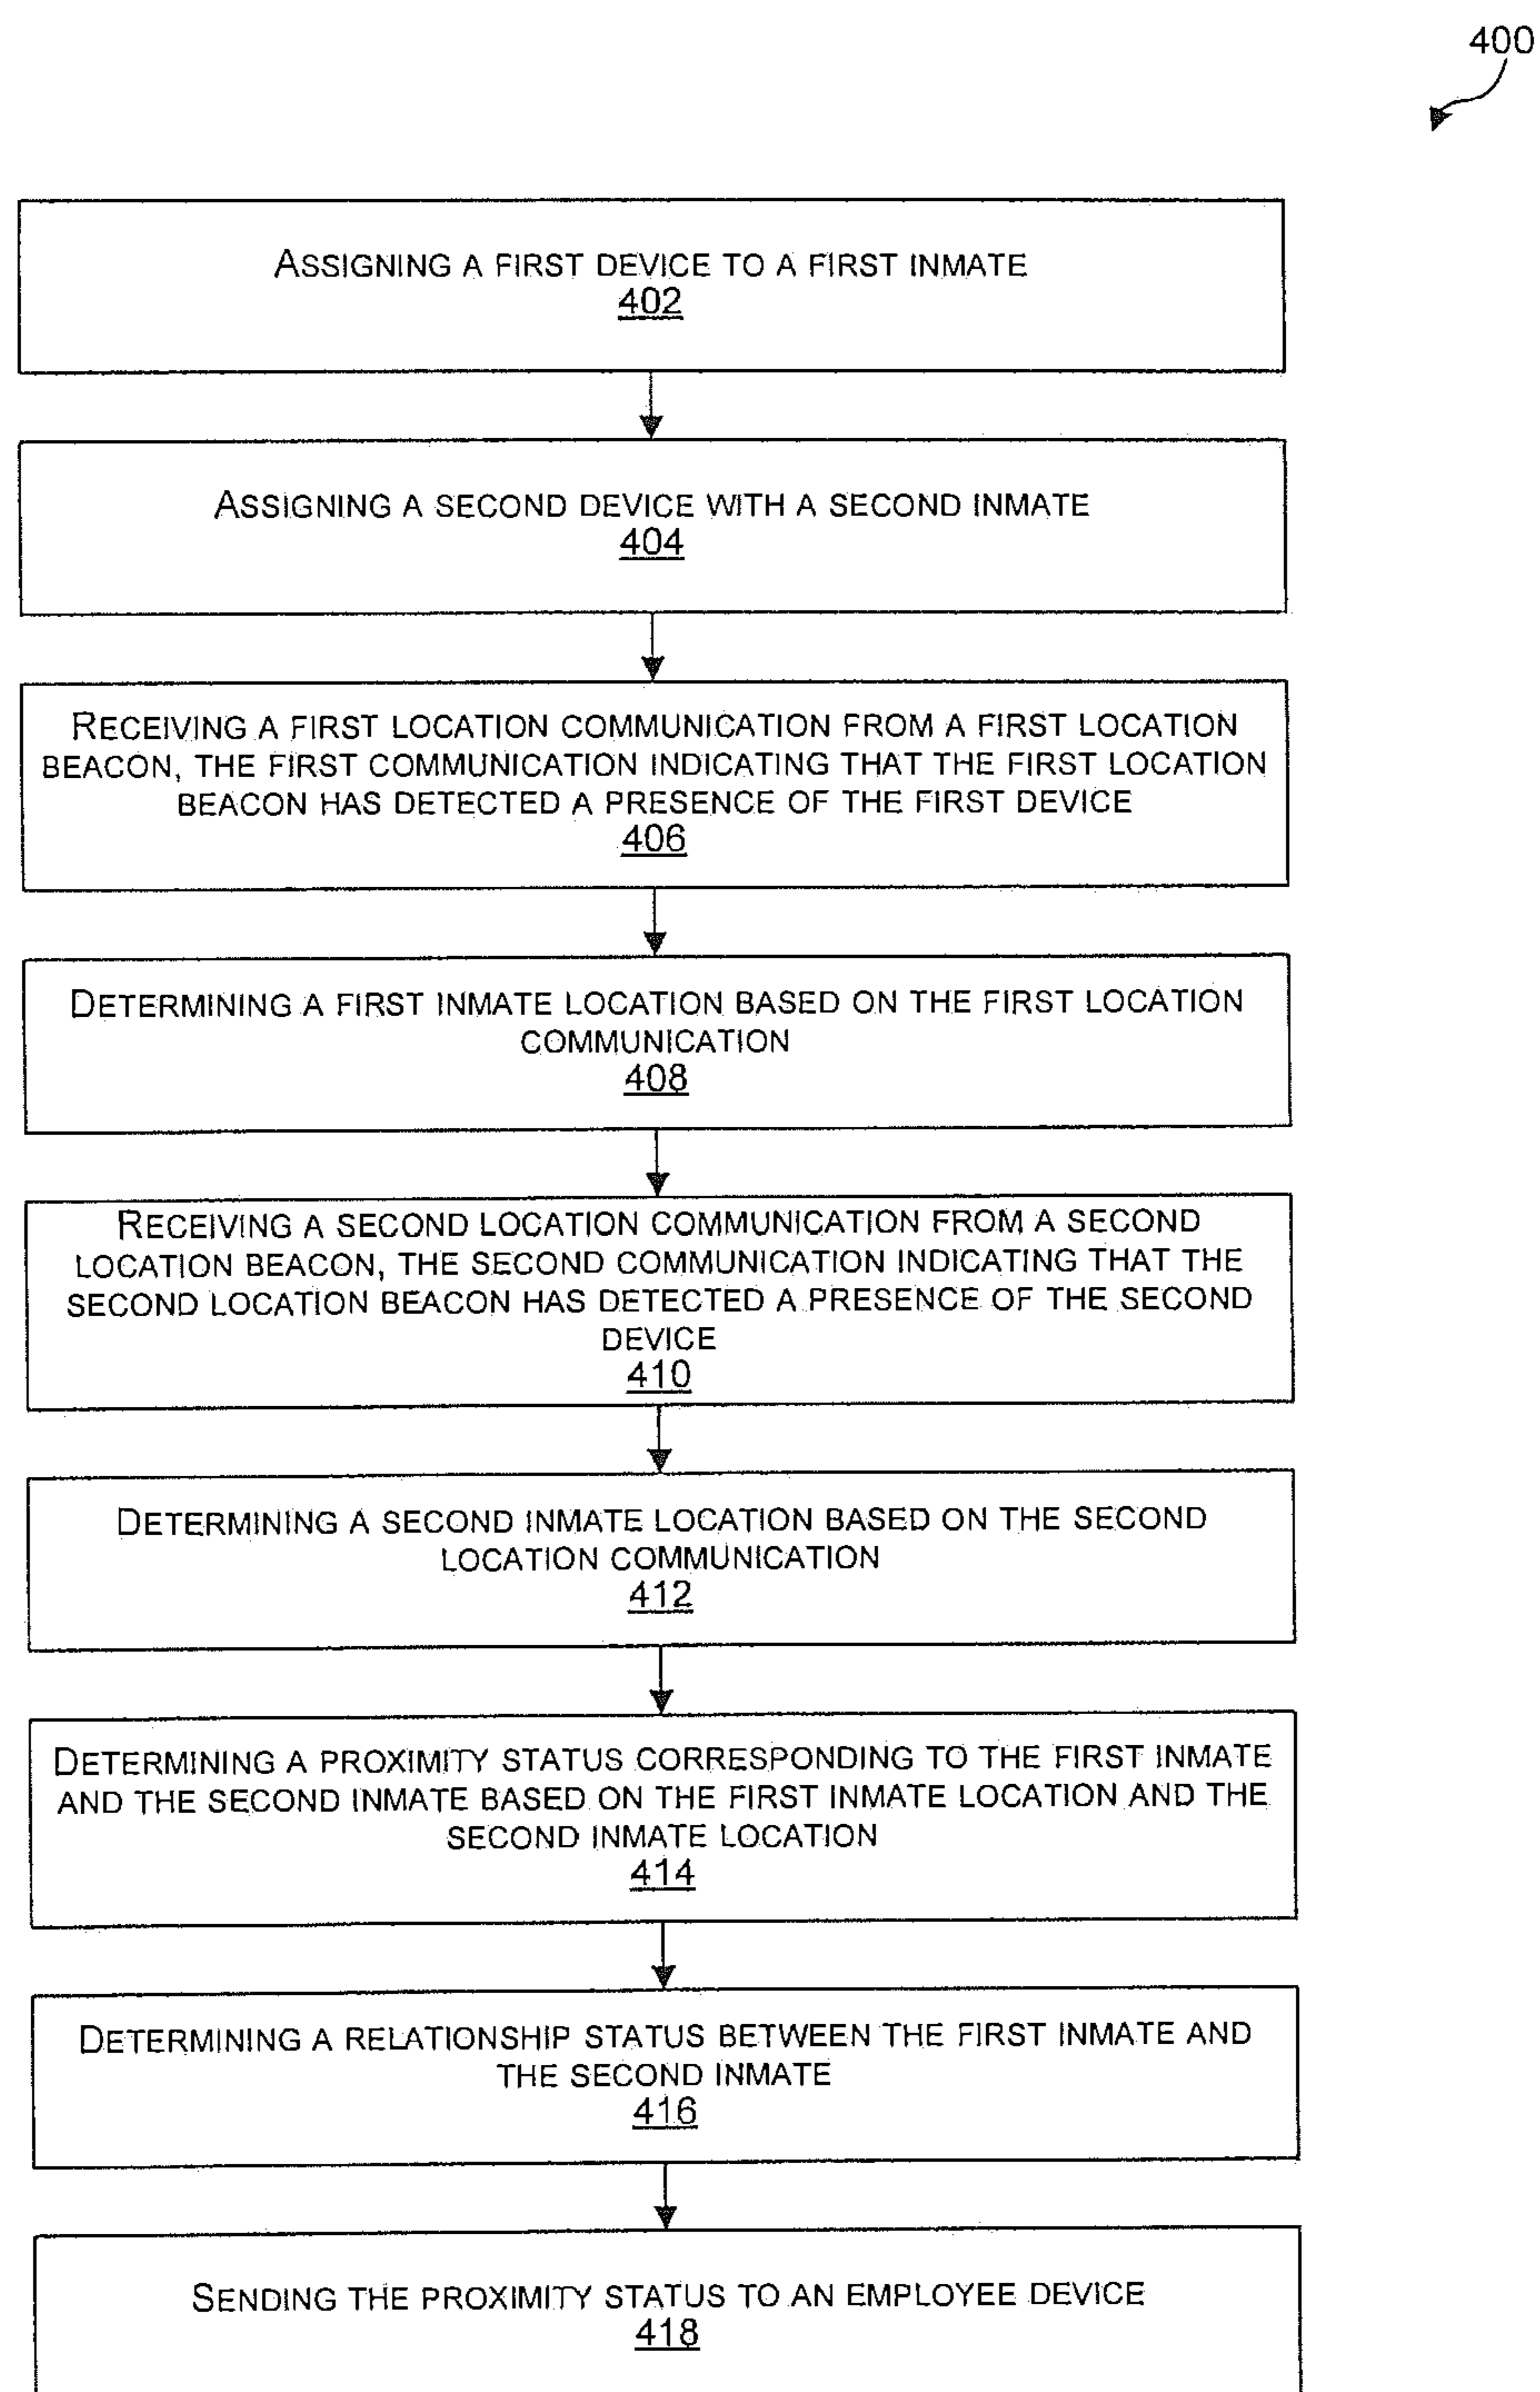 400
ASSIGNING A FIRST DEVICE TO A FIRST INMATE
402
ASSIGNING A SECOND DEVICE WITH A SECOND INMATE
404
RECEIVING A FIRST LOCATION COMMUNICATION FROM A FIRST LOCATION
BEACON, THE FIRST COMMUNICATION INDICATING THAT THE FIRST LOCATION
BEACON HAS DETECTED A PRESENCE OF THE FIRST DEVICE
406
DETERMINING A FIRST INMATE LOCATION BASED ON THE FIRST LOCATION
COMMUNICATION
408
RECEIVING A SECOND LOCATION COMMUNICATION FROM A SECOND
LOCATION BEACON, THE SECOND COMMUNICATION INDICATING THAT THE
SECOND LOCATION BEACON HAS DETECTED A PRESENCE OF THE SECOND
DEVICE
410
DETERMINING A SECOND INMATE LOCATION BASED ON THE SECOND
LOCATION COMMUNICATION
412
DETERMINING A PROXIMITY STATUS CORRESPONDING TO THE FIRST INMATE
AND THE SECOND INMATE BASED ON THE FIRST INMATE LOCATION AND THE
SECOND INMATE LOCATION
414
DETERMINING A RELATIONSHIP STATUS BETWEEN THE FIRST INMATE AND
THE SECOND INMATE
416
SENDING THE PROXIMITY STATUS TO AN EMPLOYEE DEVICE
418